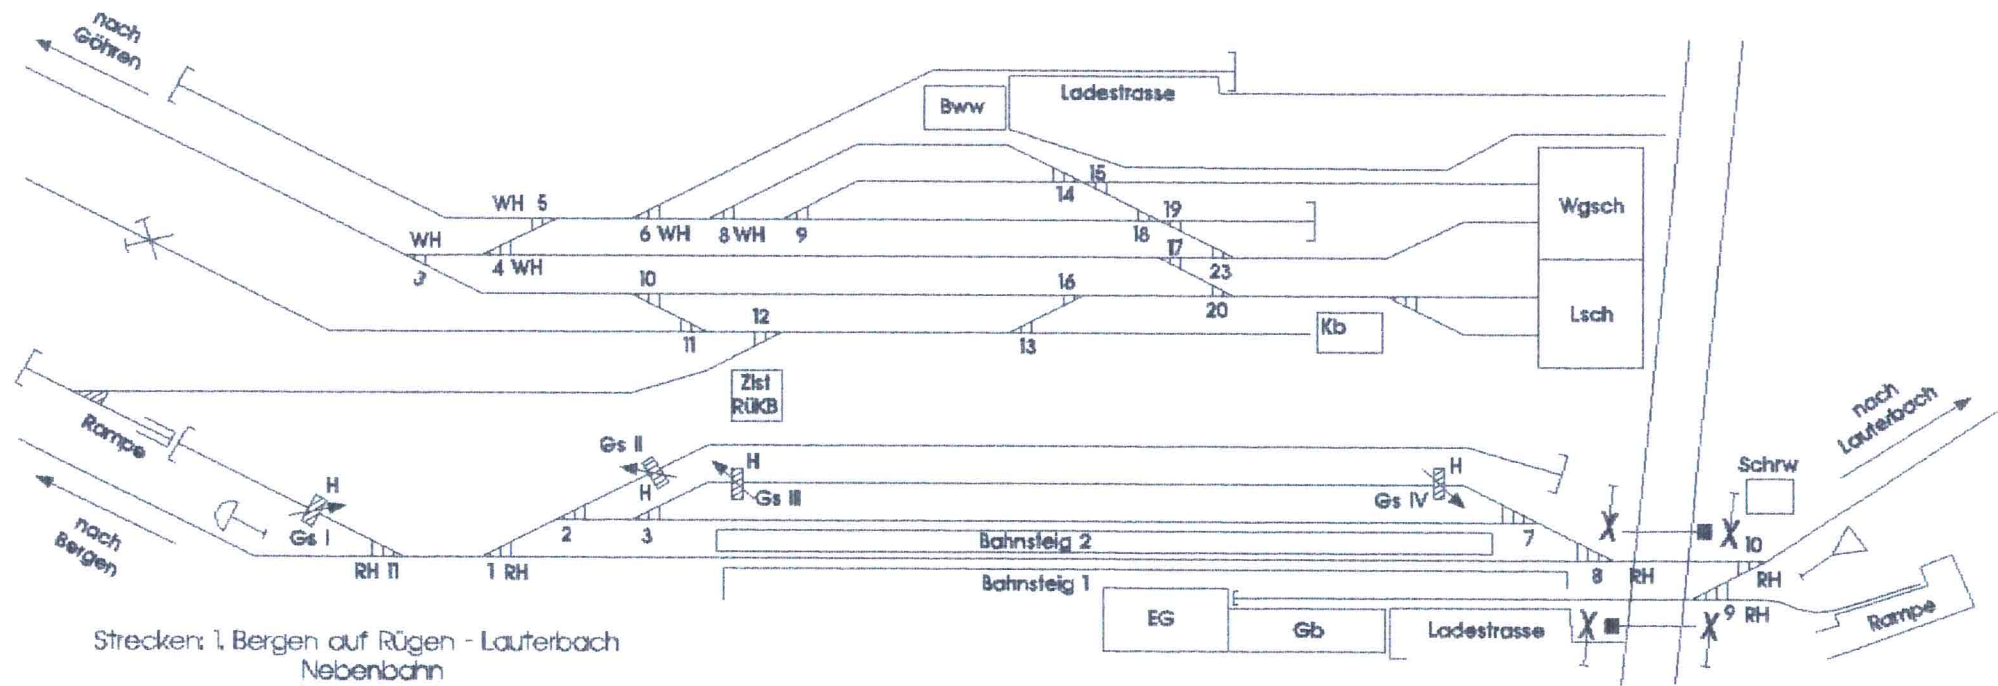 nach
Göhren
Bww
Ladestrasse
WH 5
15
14
Wgsch
WH
6 WH
8 WH
9
19
18
17
3
4 WH
23
10
16
20
Lsch
12
Kb
11
13
Zlst
RüKB
nach
Lauterbach
Rampe
Gs II
H
H
H
Schrw
H
Gs III
Gs IV
nach
Bergen
Gs I
2
3
Bahnsteig 2
7
10
RH 11
1 RH
Bahnsteig 1
8 RH
RH
9 RH
EG
Gb
Ladestrasse
Rampe
Strecken: 1. Bergen auf Rügen - Lauterbach
Nebenbahn